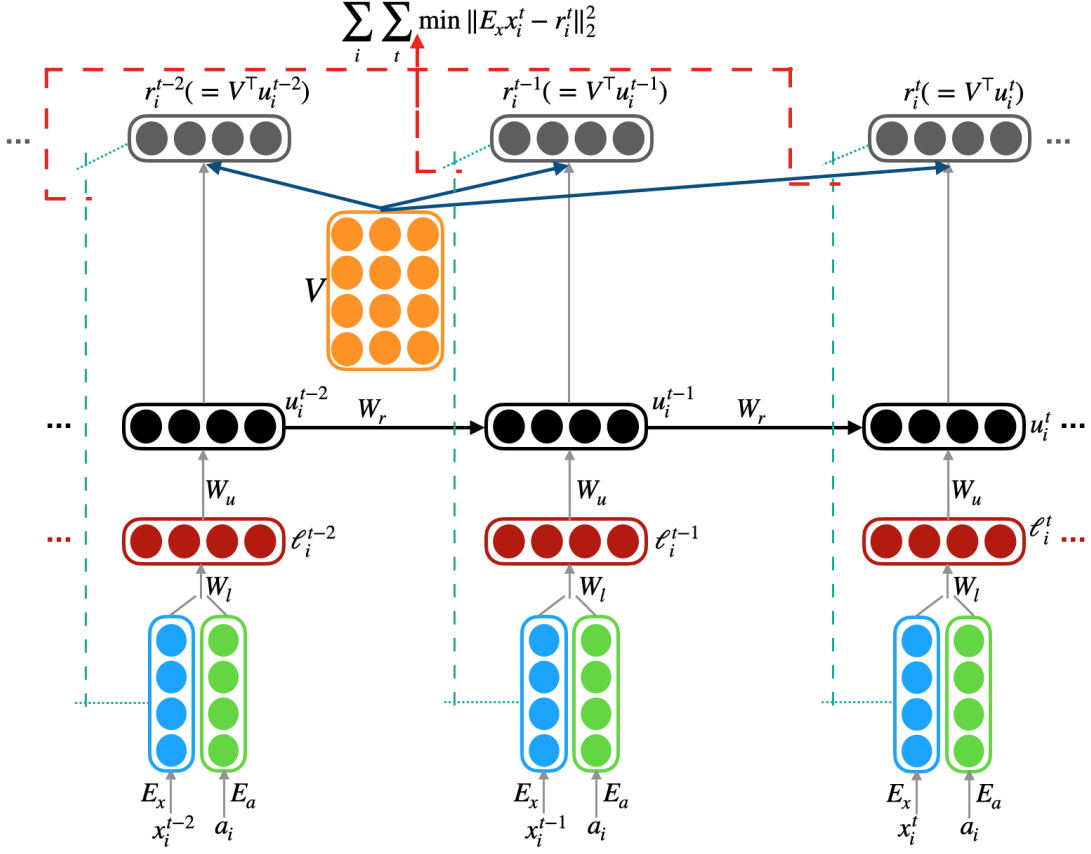 ∑_i ∑_t min ‖E_x x_i^t − r_i^t‖_2^2
r_i^{t−2}(= V^⊤u_i^{t−2}) r_i^{t−1}(= V^⊤u_i^{t−1}) r_i^t(= V^⊤u_i^t)
... ...
V
u_i^{t−2} u_i^{t−1}
W_r W_r
... u_i^t ...
W_u W_u W_u
... ℓ_i^{t−2} ℓ_i^{t−1} ℓ_i^t ...
W_l W_l W_l
E_x E_a E_x E_a E_x E_a
x_i^{t−2} a_i x_i^{t−1} a_i x_i^t a_i